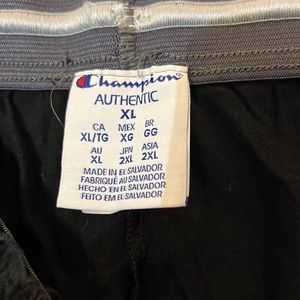 Champion
AUTHENTIC
XL
CA MEX BR
XL/TG XG GG
AU JPN ASIA
XL 2XL 2XL
MADE IN EL SALVADOR
FABRIQUÉ AU SALVADOR
HECHO EN EL SALVADOR
FEITO EM EL SALVADOR